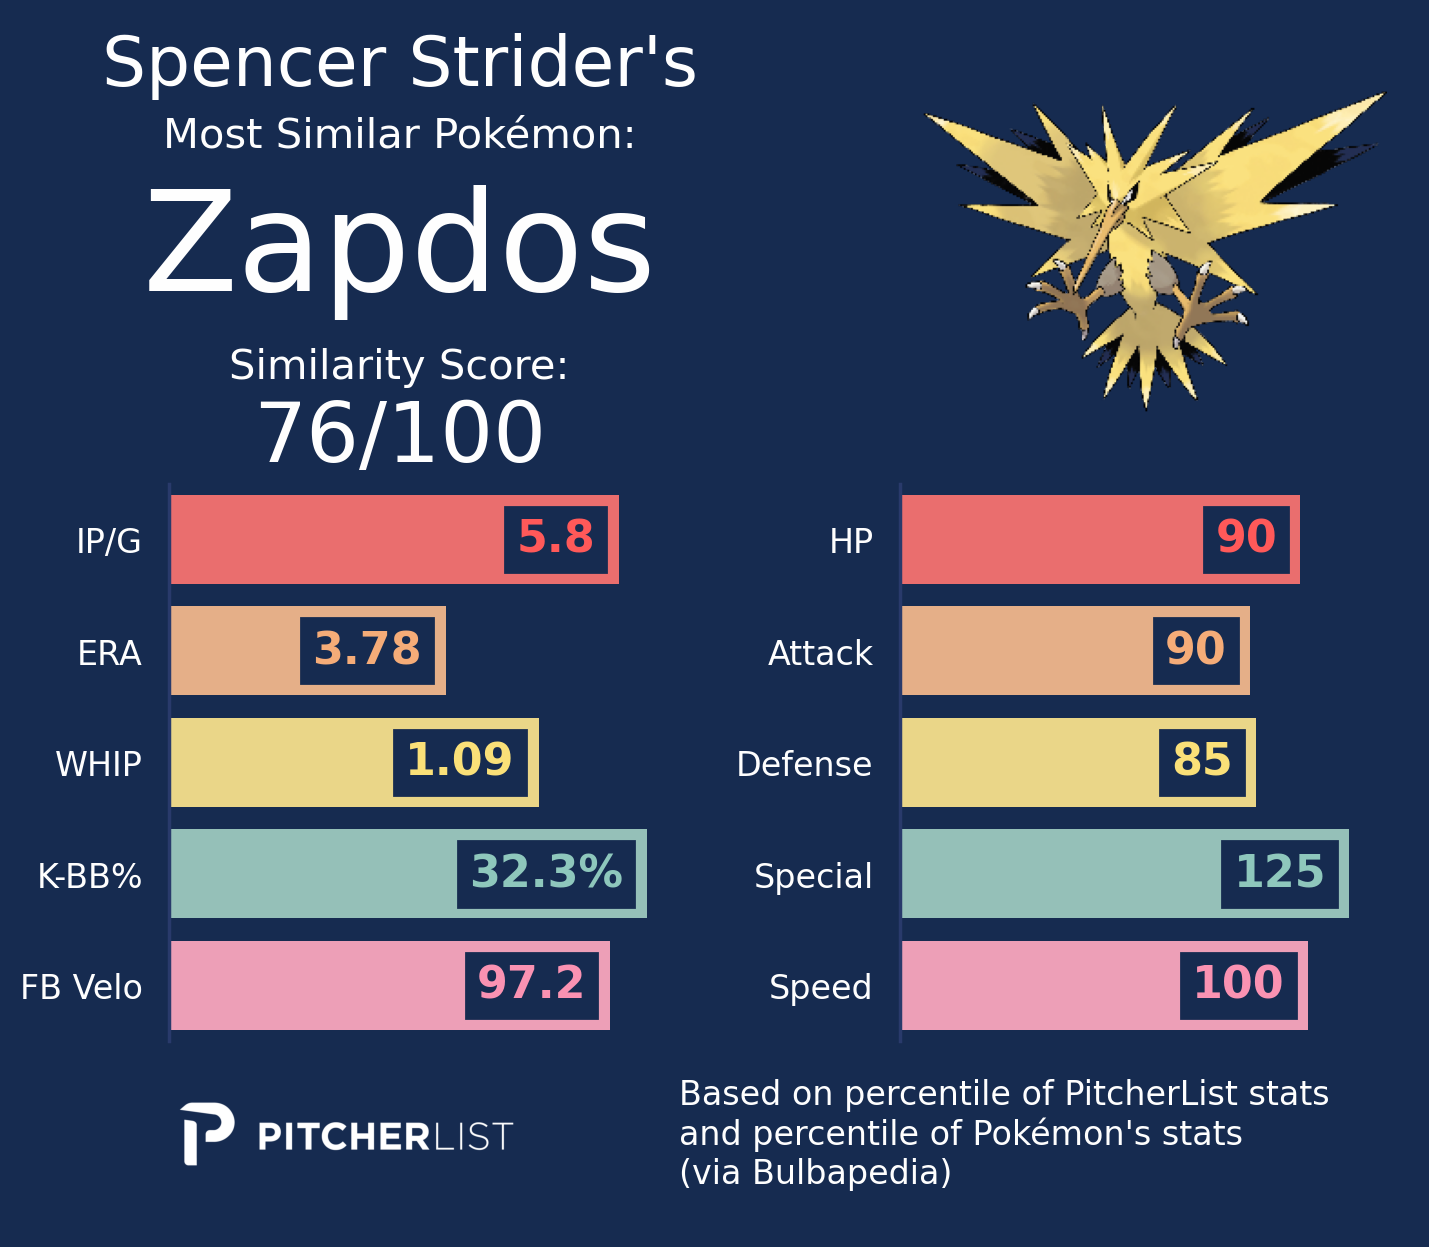 Spencer Strider's
Most Similar Pokémon:
Zapdos
Similarity Score:
76/100
IP/G 5.8
ERA 3.78
WHIP 1.09
K-BB% 32.3%
FB Velo 97.2
HP 90
Attack 90
Defense 85
Special 125
Speed 100
PITCHERLIST
Based on percentile of PitcherList stats
and percentile of Pokémon's stats
(via Bulbapedia)